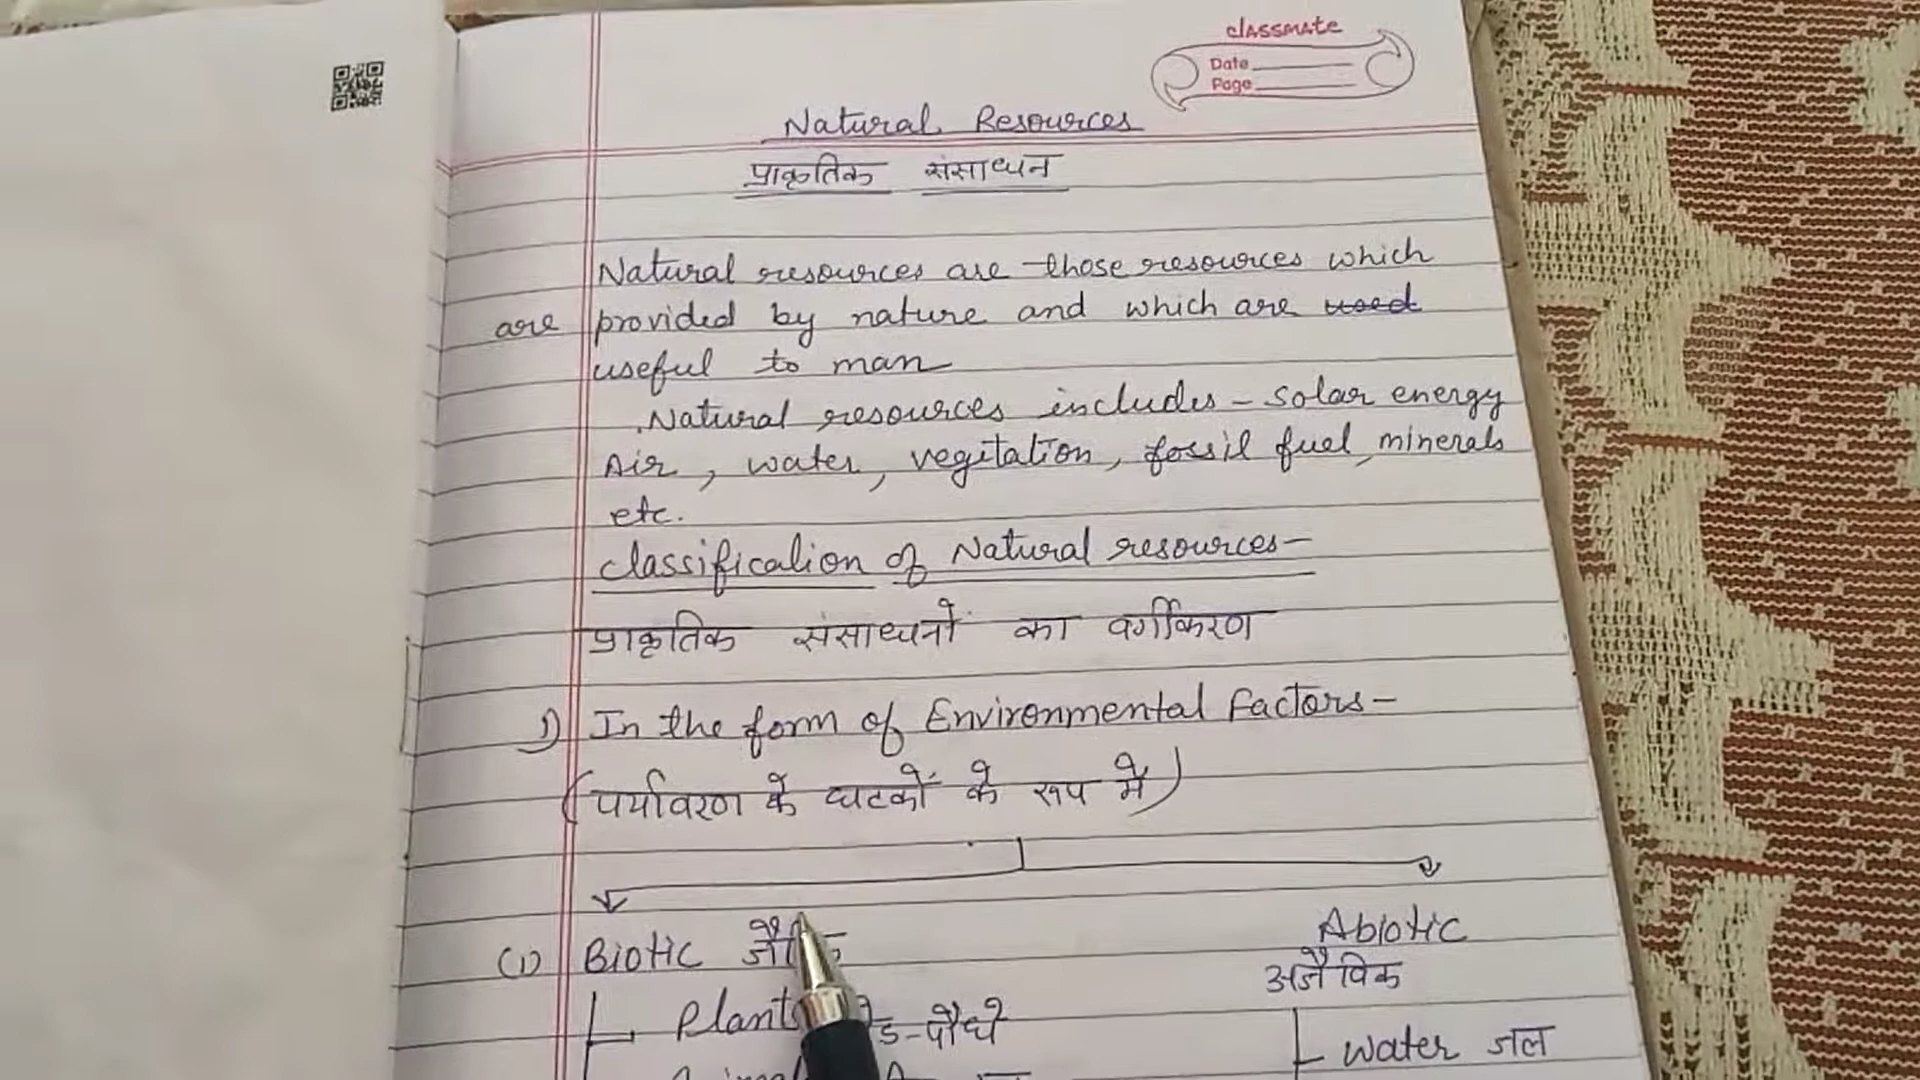 classmate
Date
Page
Natural Resources
प्राकृतिक संसाधन
Natural resources are those resources which
are provided by nature and which are used
useful to man
Natural resources includes - solar energy
Air, water, vegitation, fossil fuel, minerals
etc.
classification of Natural resources-
प्राकृतिक संसाधनों का वर्गीकरण
1) In the form of Environmental Factors-
(पर्यावरण के घटकों के रूप में)
(1) Biotic Abiotic
अजैविक
Plant पौधे
water जल